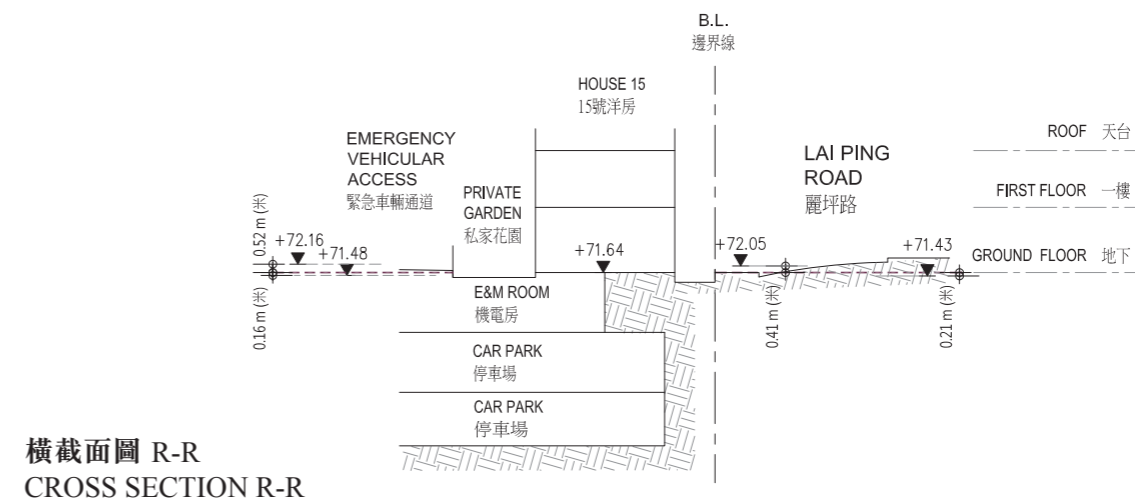 B.L.
邊界線
HOUSE 15
15號洋房
EMERGENCY
VEHICULAR
ACCESS
緊急車輛通道
PRIVATE
GARDEN
私家花園
LAI PING
ROAD
麗坪路
ROOF 天台
FIRST FLOOR 一樓
GROUND FLOOR 地下
0.52 m (米)
+72.16
+71.48
0.16 m (米)
+71.64
+72.05
+71.43
0.41 m (米)
0.21 m (米)
E&M ROOM
機電房
CAR PARK
停車場
CAR PARK
停車場
橫截面圖 R-R
CROSS SECTION R-R